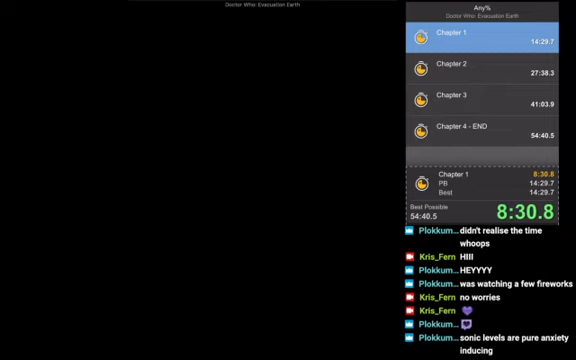 Doctor Who: Evacuation Earth
Any%
Doctor Who: Evacuation Earth
Chapter 1
14:29.7
Chapter 2
27:38.3
Chapter 3
41:03.9
Chapter 4 - END
54:40.5
Chapter 1 8:30.8
PB 14:29.7
Best 14:29.7
Best Possible
54:40.5
8:30.8
Plokkum... didn't realise the time
whoops
Kris_Fern HIII
Plokkum... HEYYYY
Plokkum... was watching a few fireworks
Kris_Fern no worries
Kris_Fern
Plokkum...
Plokkum... sonic levels are pure anxiety
inducing